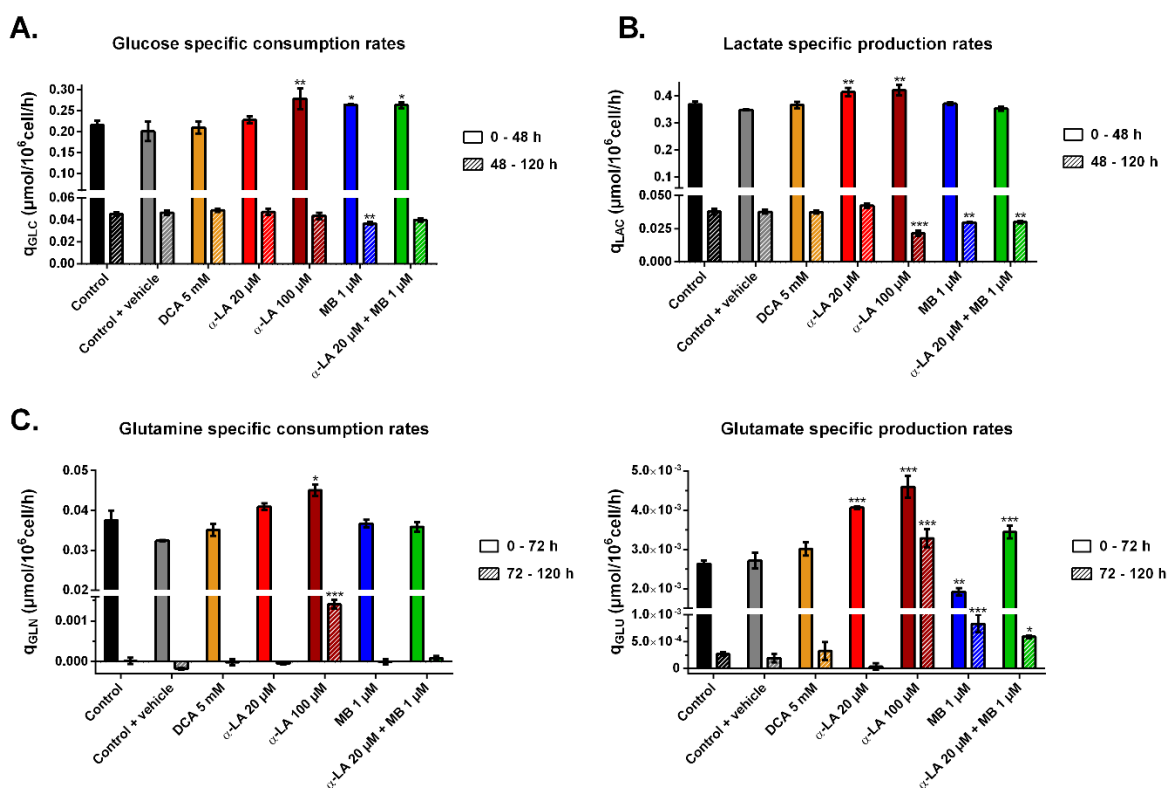 A.
Glucose specific consumption rates
q_GLC (µmol/10⁶cell/h)
0.30
0.25
0.20
0.15
0.10
0.06
0.04
0.02
0.00
**
*
*
**
0 - 48 h
48 - 120 h
Control
Control + vehicle
DCA 5 mM
α-LA 20 µM
α-LA 100 µM
MB 1 µM
α-LA 20 µM + MB 1 µM
B.
Lactate specific production rates
q_LAC (µmol/10⁶cell/h)
0.4
0.3
0.2
0.1
0.050
0.025
0.000
**
**
***
**
**
0 - 48 h
48 - 120 h
Control
Control + vehicle
DCA 5 mM
α-LA 20 µM
α-LA 100 µM
MB 1 µM
α-LA 20 µM + MB 1 µM
C.
Glutamine specific consumption rates
q_GLN (µmol/10⁶cell/h)
0.05
0.04
0.03
0.02
0.001
0.000
*
***
0 - 72 h
72 - 120 h
Control
Control + vehicle
DCA 5 mM
α-LA 20 µM
α-LA 100 µM
MB 1 µM
α-LA 20 µM + MB 1 µM
Glutamate specific production rates
q_GLU (µmol/10⁶cell/h)
5.0×10⁻³
4.0×10⁻³
3.0×10⁻³
2.0×10⁻³
1.0×10⁻³
5.0×10⁻⁴
0
***
***
***
**
***
***
*
0 - 72 h
72 - 120 h
Control
Control + vehicle
DCA 5 mM
α-LA 20 µM
α-LA 100 µM
MB 1 µM
α-LA 20 µM + MB 1 µM